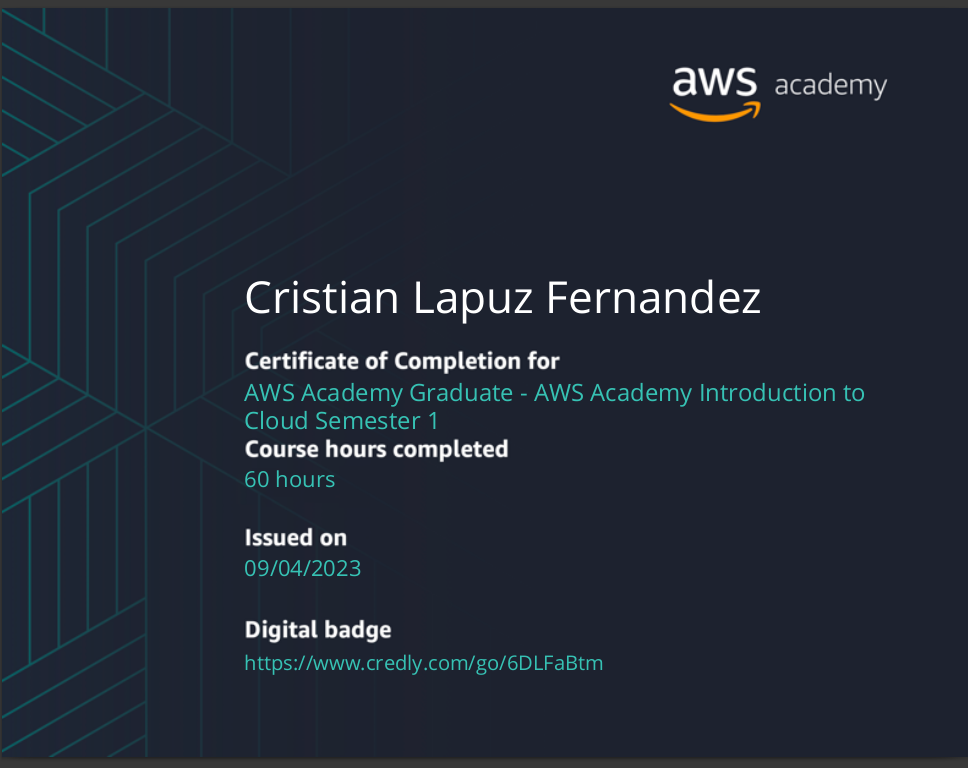 aws academy
Cristian Lapuz Fernandez
Certificate of Completion for
AWS Academy Graduate - AWS Academy Introduction to
Cloud Semester 1
Course hours completed
60 hours
Issued on
09/04/2023
Digital badge
https://www.credly.com/go/6DLFaBtm